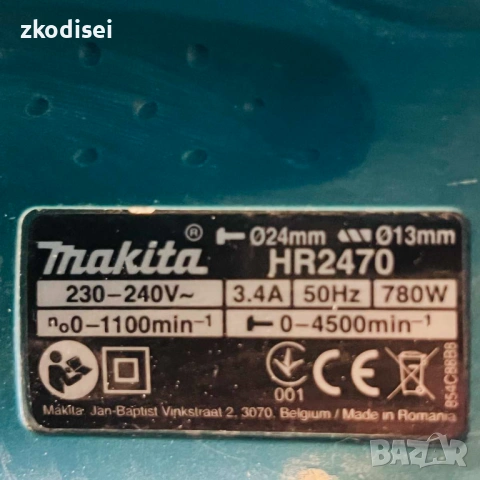 zkodisei
makita® Ø24mm Ø13mm
HR2470
230-240V~ 3.4A 50Hz 780W
n₀0-1100min⁻¹ 0-4500min⁻¹
001
CE
Makita Jan-Baptist Vinkstraat 2, 3070, Belgium / Made in Romania
854C88B8
BAZAR